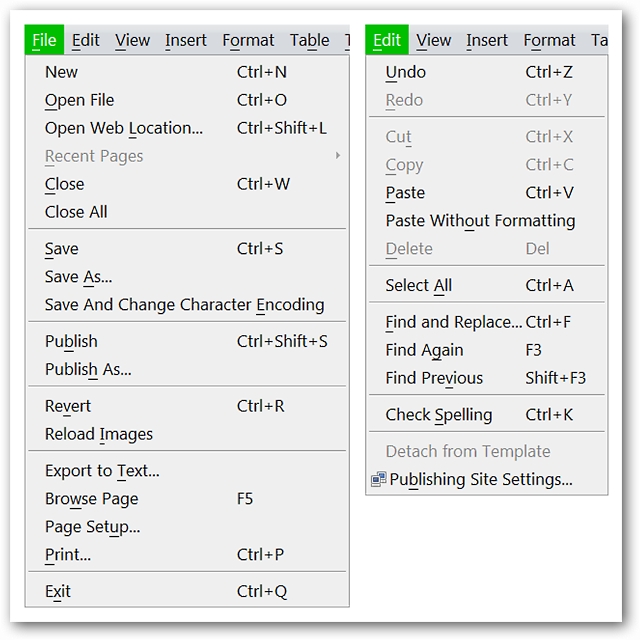 File Edit View Insert Format Table
New Ctrl+N
Open File Ctrl+O
Open Web Location... Ctrl+Shift+L
Recent Pages
Close Ctrl+W
Close All
Save Ctrl+S
Save As...
Save And Change Character Encoding
Publish Ctrl+Shift+S
Publish As...
Revert Ctrl+R
Reload Images
Export to Text...
Browse Page F5
Page Setup...
Print... Ctrl+P
Exit Ctrl+Q
Edit View Insert Format Ta
Undo Ctrl+Z
Redo Ctrl+Y
Cut Ctrl+X
Copy Ctrl+C
Paste Ctrl+V
Paste Without Formatting
Delete Del
Select All Ctrl+A
Find and Replace... Ctrl+F
Find Again F3
Find Previous Shift+F3
Check Spelling Ctrl+K
Detach from Template
Publishing Site Settings...